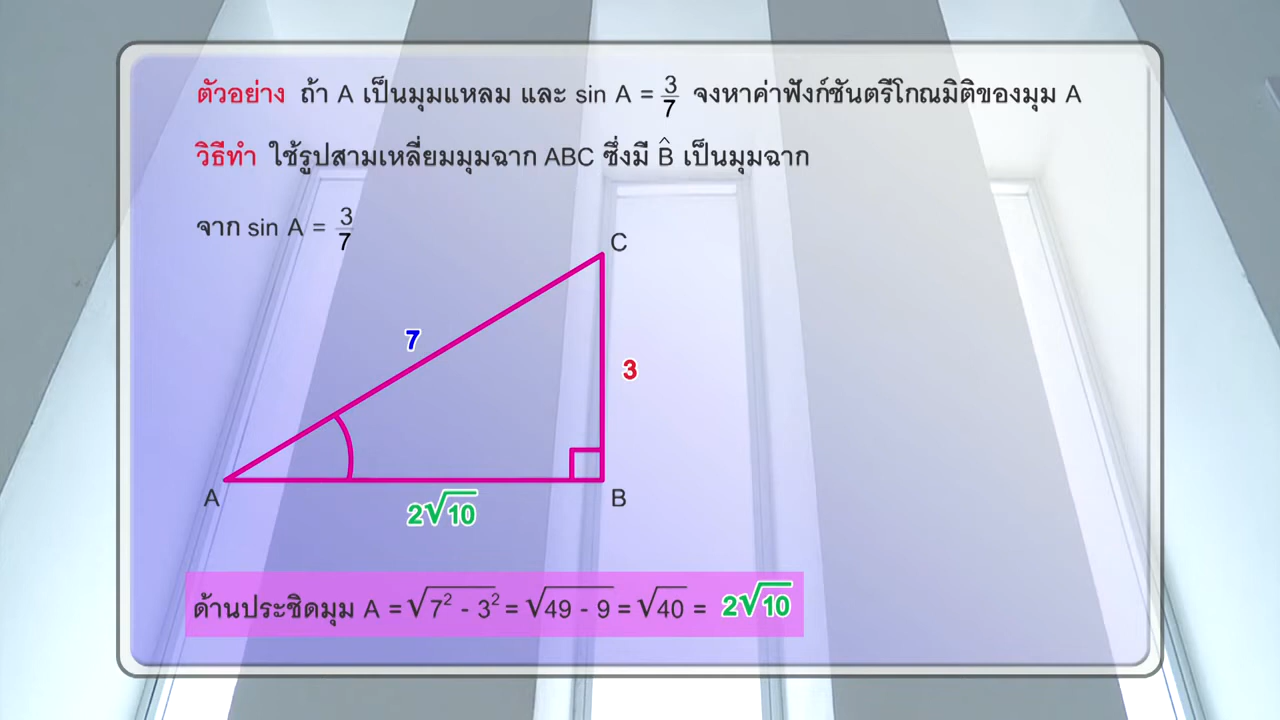 ตัวอย่าง ถ้า A เป็นมุมแหลม และ sin A = 3/7 จงหาค่าฟังก์ชันตรีโกณมิติของมุม A
วิธีทำ ใช้รูปสามเหลี่ยมมุมฉาก ABC ซึ่งมี B̂ เป็นมุมฉาก
จาก sin A = 3/7
C
7
3
A
B
2√10
ด้านประชิดมุม A = √(7² - 3²) = √(49 - 9) = √40 = 2√10